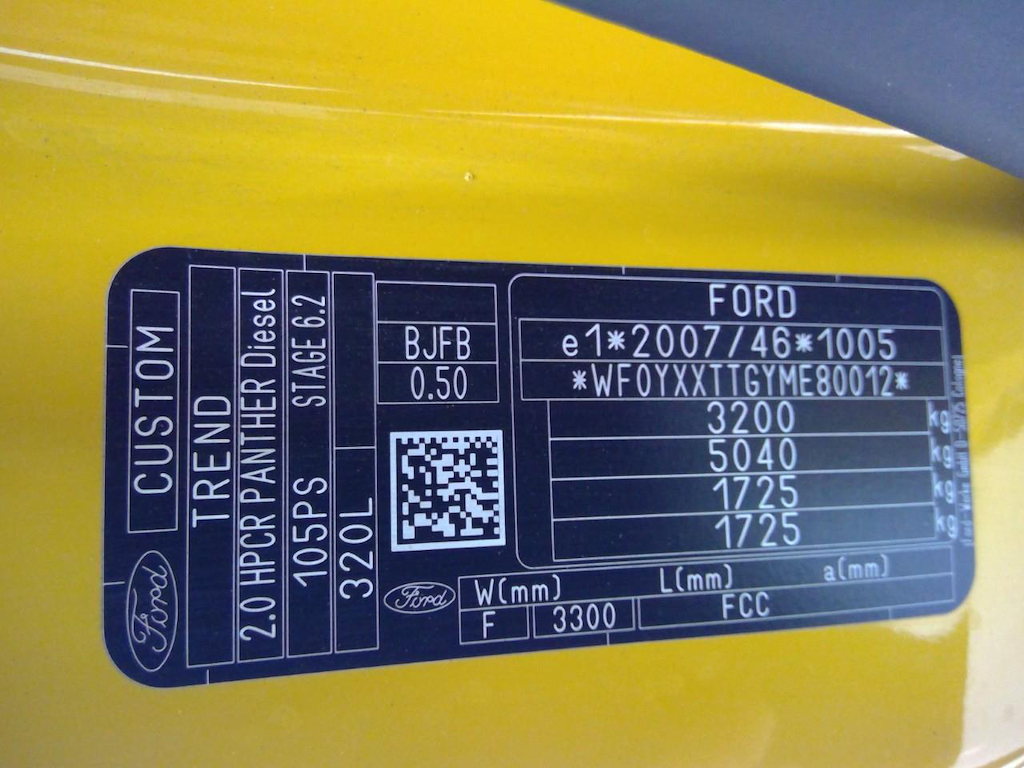 Ford
CUSTOM
TREND
2.0 HPCR PANTHER Diesel
105PS STAGE 6.2
320L
BJFB
0.50
FORD
e1*2007/46*1005
*WF0YXXTTGYME80012*
3200 kg
5040 kg
1725 kg
1725 kg
Ford
W(mm) L(mm) a(mm)
F 3300 FCC